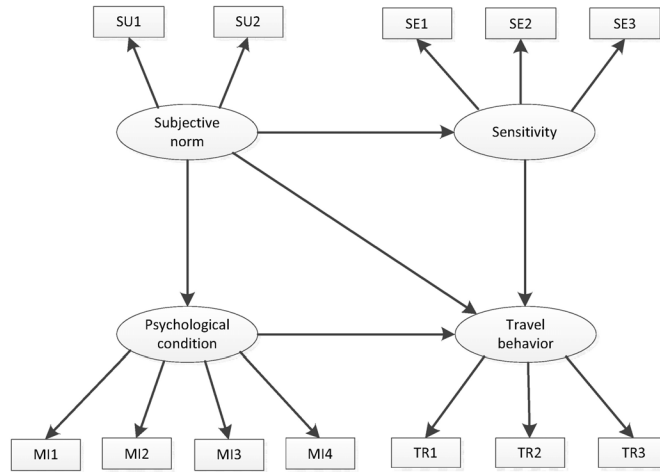 SU1
SU2
SE1
SE2
SE3
Subjective
norm
Sensitivity
Psychological
condition
Travel
behavior
MI1
MI2
MI3
MI4
TR1
TR2
TR3